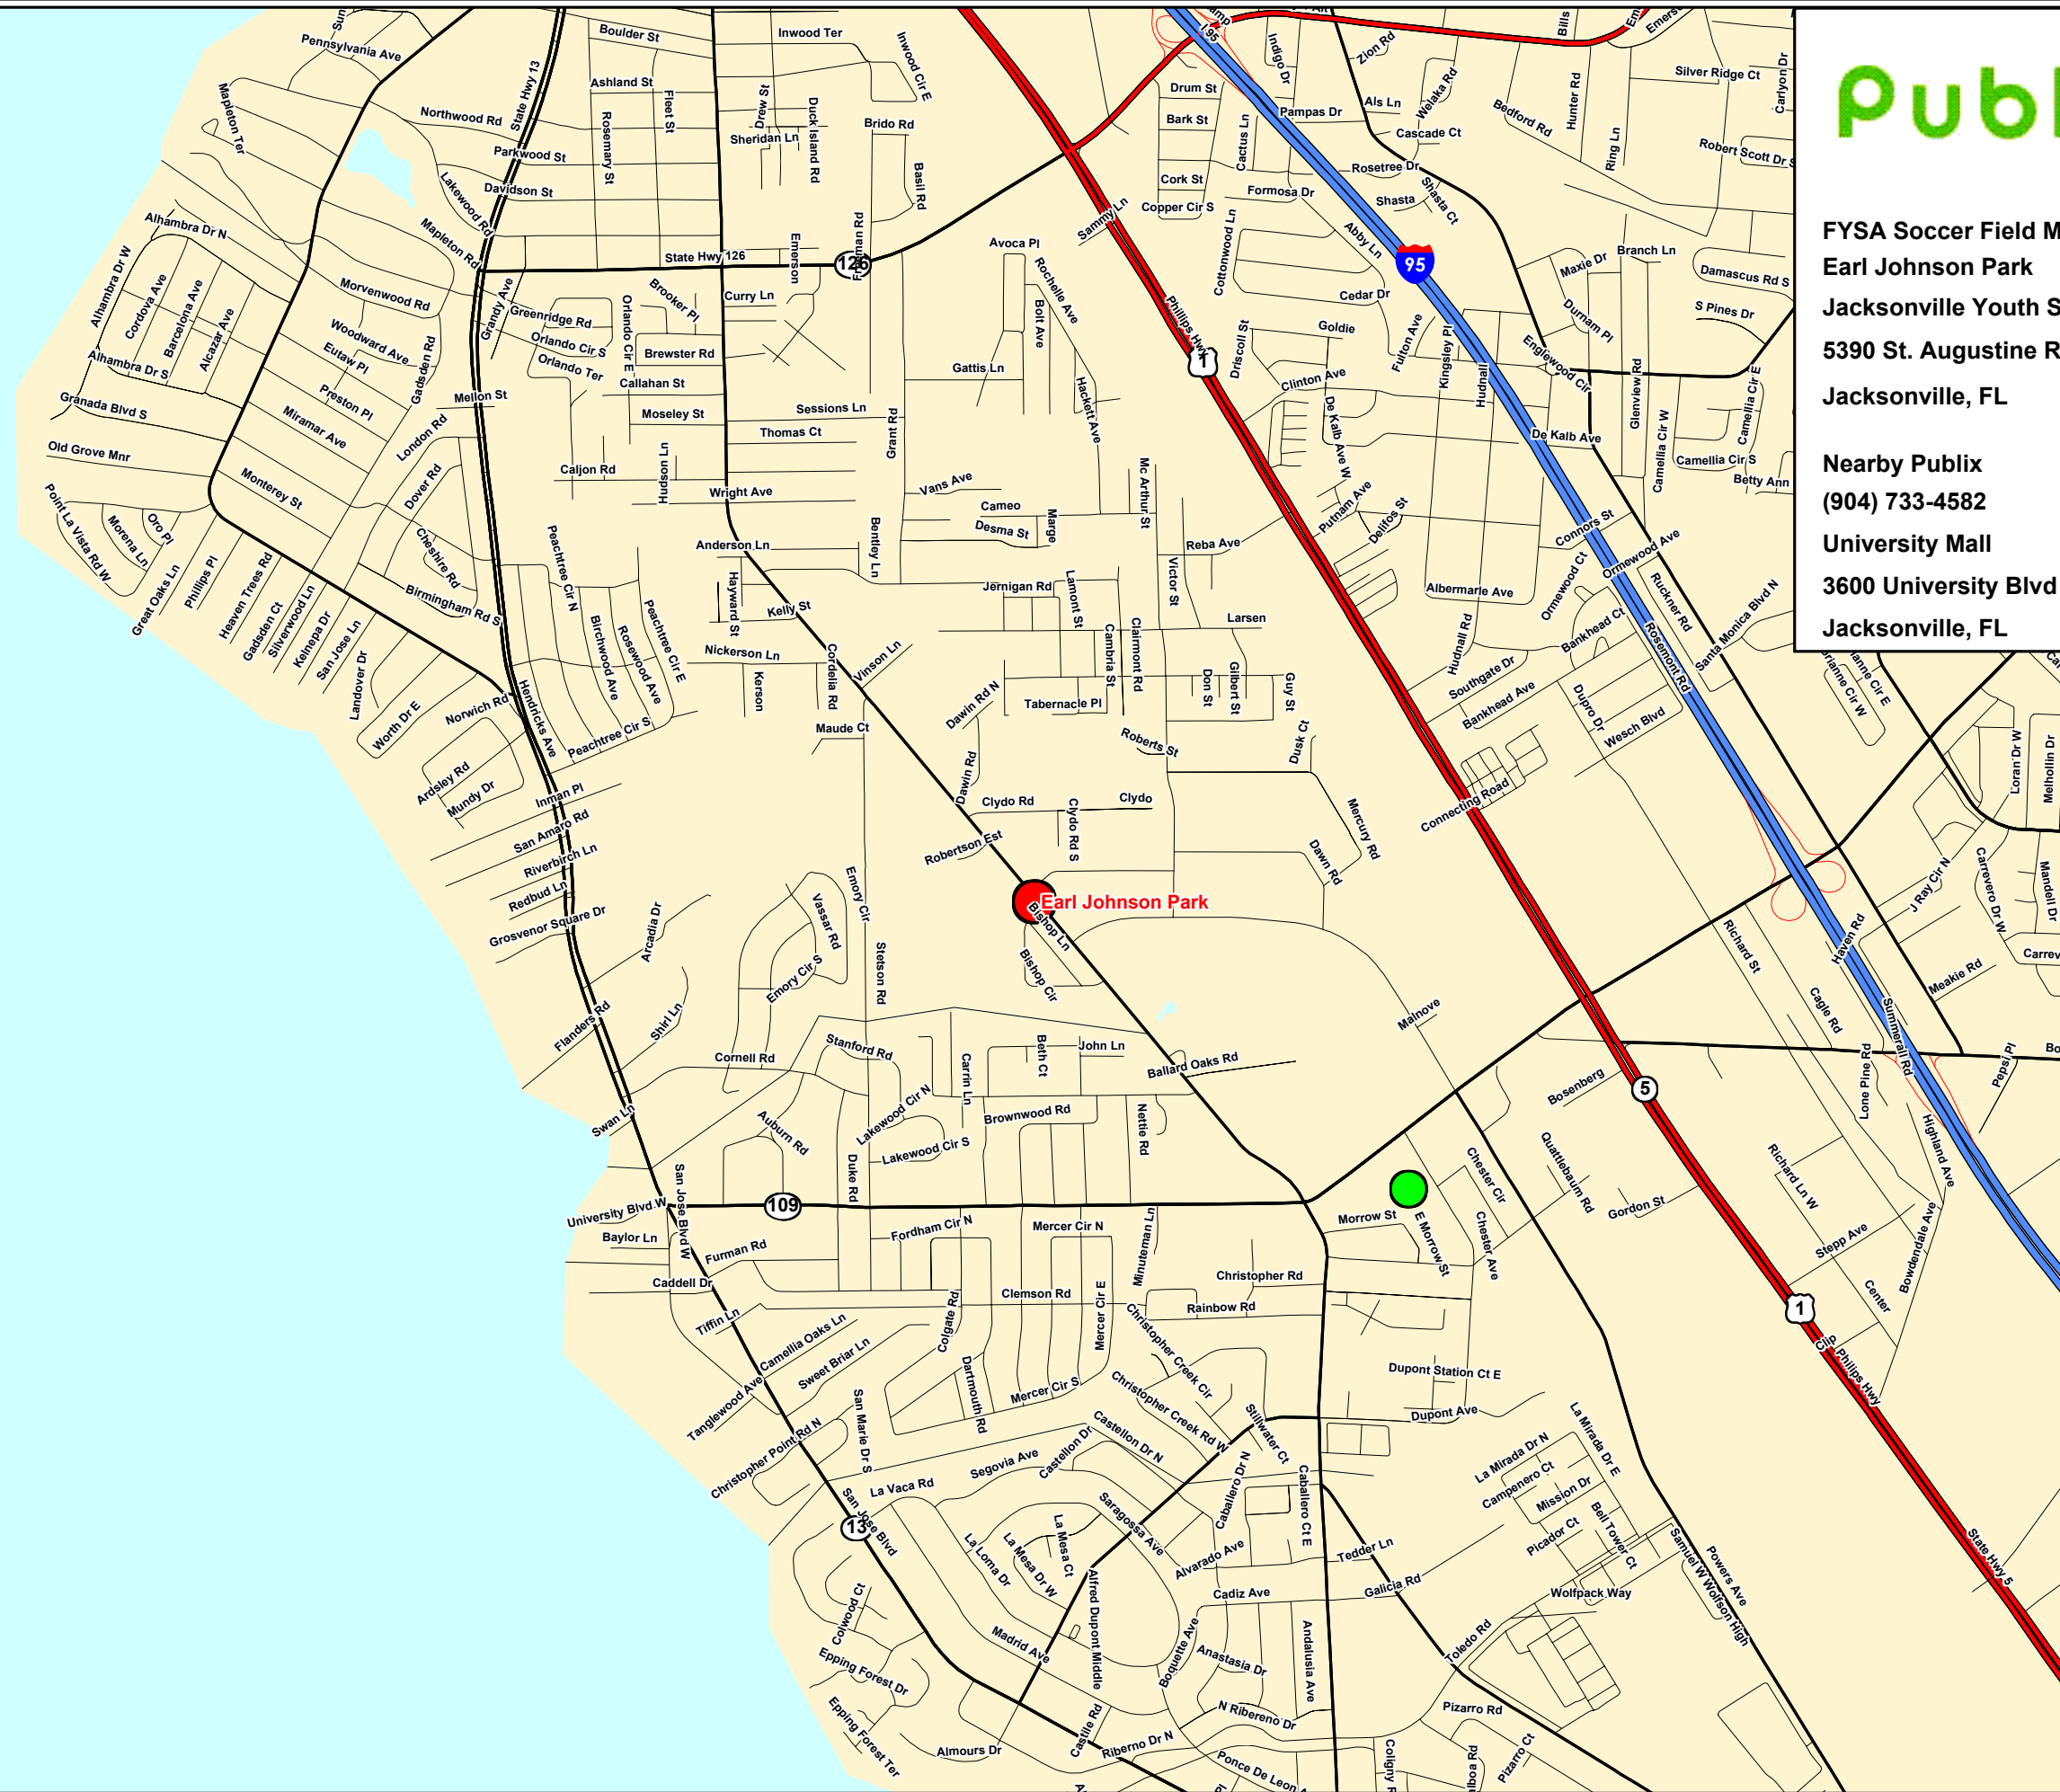 Publ
FYSA Soccer Field M
Earl Johnson Park
Jacksonville Youth S
5390 St. Augustine R
Jacksonville, FL
Nearby Publix
(904) 733-4582
University Mall
3600 University Blvd
Jacksonville, FL
Pennsylvania Ave
Boulder St
Inwood Ter
Inwood Cir E
Indigo Dr
Zion Rd
I 95
Silver Ridge Ct
Carlyon Dr
Mapleton Ter
State Hwy 13
Ashland St
Fleet St
Drew St
Duck Island Rd
Drum St
Als Ln
Welaka Rd
Hunter Rd
Northwood Rd
Rosemary St
Sheridan Ln
Brido Rd
Bark St
Cactus Ln
Pampas Dr
Cascade Ct
Bedford Rd
Ring Ln
Robert Scott Dr S
Parkwood St
Davidson St
Lakewood Rd
Basil Rd
Cork St
Formosa Dr
Rosetree Dr
Shasta
Shasta Ct
Copper Cir S
Sammy Ln
Cottonwood Ln
Abby Ln
Alhambra Dr N
Mapleton Rd
State Hwy 126
Emerson
126
Avoca Pl
95
Branch Ln
Maxie Dr
Damascus Rd S
Alhambra Dr W
Cordova Ave
Barcelona Ave
Alcazar Ave
Morvenwood Rd
Grandy Ave
Greenridge Rd
Orlando Cir E
Brooker Pl
Curry Ln
Rochelle Ave
Bolt Ave
Phillips Hwy
Cedar Dr
S Pines Dr
Durnam Pl
Woodward Ave
Eutaw Pl
Orlando Cir S
Orlando Ter
Brewster Rd
1
Driscoll St
Goldie
Fulton Ave
Kingsley Pl
Englewood Cir
Alhambra Dr S
Gadsden Rd
Callahan St
Gattis Ln
Clinton Ave
Hudnall
Glenview Rd
Camellia Cir E
Granada Blvd S
Preston Pl
Mellon St
Moseley St
Sessions Ln
Hackett Ave
De Kalb Ave W
De Kalb Ave
Camellia Cir W
Miramar Ave
London Rd
Thomas Ct
Grant Rd
Old Grove Mnr
Caljon Rd
Hudson Ln
Camellia Cir S
Betty Ann
Monterey St
Dover Rd
Wright Ave
Vans Ave
Mc Arthur St
Putnam Ave
Delifos St
Point La Vista Rd W
Morena Ln
Oro Pl
Cameo
Desma St
Marge
Connors St
Ormewood Ave
Cheshire Rd
Peachtree Cir N
Anderson Ln
Bentley Ln
Reba Ave
Great Oaks Ln
Phillips Pl
Heaven Trees Rd
Gadsden Ct
Silverwood Ln
Kelnepa Dr
San Jose Ln
Birmingham Rd S
Hayward St
Kelly St
Jernigan Rd
Lamont St
Victor St
Albermarle Ave
Ormewood Ct
Ruckner Rd
Birchwood Ave
Rosewood Ave
Peachtree Cir E
Larsen
Bankhead Ct
Santa Monica Blvd N
Landover Dr
Worth Dr E
Nickerson Ln
Kerson
Cordelia Rd
Vinson Ln
Cambria St
Clairmont Rd
Don St
Gilbert St
Guy St
Hudnall Rd
Southgate Dr
Rosemont Rd
Norwich Rd
Hendricks Ave
Peachtree Cir S
Maude Ct
Dawin Rd N
Tabernacle Pl
Bankhead Ave
Dupro Dr
Wesch Blvd
Ardsley Rd
Mundy Dr
Dawin Rd
Roberts St
Dusk Ct
Loran Dr W
Melhollin Dr
Inman Pl
San Amaro Rd
Clydo Rd
Clydo
Clydo Rd S
Mercury Rd
Connecting Road
Riverbirch Ln
Redbud Ln
Robertson Est
Dawn Rd
J Ray Cir N
Carrevero Dr W
Mandell Dr
Grosvenor Square Dr
Arcadia Dr
Vassar Rd
Emory Cir
Earl Johnson Park
Bishop Ln
Richard St
Haven Rd
Emory Cir S
Stetson Rd
Bishop Cir
Meakie Rd
Flanders Rd
Shirl Ln
Malnove
Cagle Rd
Summerall Rd
Cornell Rd
Stanford Rd
Carrin Ln
Beth Ct
John Ln
Ballard Oaks Rd
Bosenberg
5
Lone Pine Rd
Pepsi Pl
Swan Ln
Auburn Rd
Lakewood Cir N
Brownwood Rd
Nettie Rd
Lakewood Cir S
Duke Rd
Quattlebaum Rd
Highland Ave
Chester Cir
Richard Ln W
University Blvd W
San Jose Blvd W
109
Gordon St
Baylor Ln
Furman Rd
Fordham Cir N
Mercer Cir N
Minuteman Ln
Morrow St
E Morrow St
Chester Ave
Stepp Ave
Bowdendale Ave
Caddell Dr
Christopher Rd
Clemson Rd
Mercer Cir E
Rainbow Rd
Center
1
Tiffin Ln
Camellia Oaks Ln
Colgate Rd
Christopher Creek Cir
Clip
Phillips Hwy
Sweet Briar Ln
Dartmouth Rd
Mercer Cir S
Dupont Station Ct E
Tanglewood Ave
San Marie Dr S
Christopher Creek Rd W
Stillwater Ct
Dupont Ave
Christopher Point Rd N
Castellon Dr
Castellon Dr N
La Mirada Dr N
La Mirada Dr E
La Vaca Rd
Segovia Ave
Caballero Dr N
Caballero Ct E
Campenero Ct
Mission Dr
13
San Jose Blvd
Saragossa Ave
Picador Ct
Bell Tower Ct
La Loma Dr
La Mesa Dr W
La Mesa Ct
Alvarado Ave
Tedder Ln
State Hwy 5
Colwood Ct
Alfred Dupont Middle
Cadiz Ave
Galicia Rd
Wolfpack Way
Samuel W Wolfson High
Powers Ave
Madrid Ave
Boquette Ave
Anastasia Dr
Andalusia Ave
Toledo Rd
Epping Forest Dr
Epping Forest Ter
Almours Dr
Castile Rd
Riberno Dr N
N Ribereno Dr
Pizarro Rd
Pizarro Ct
Ponce De Leon